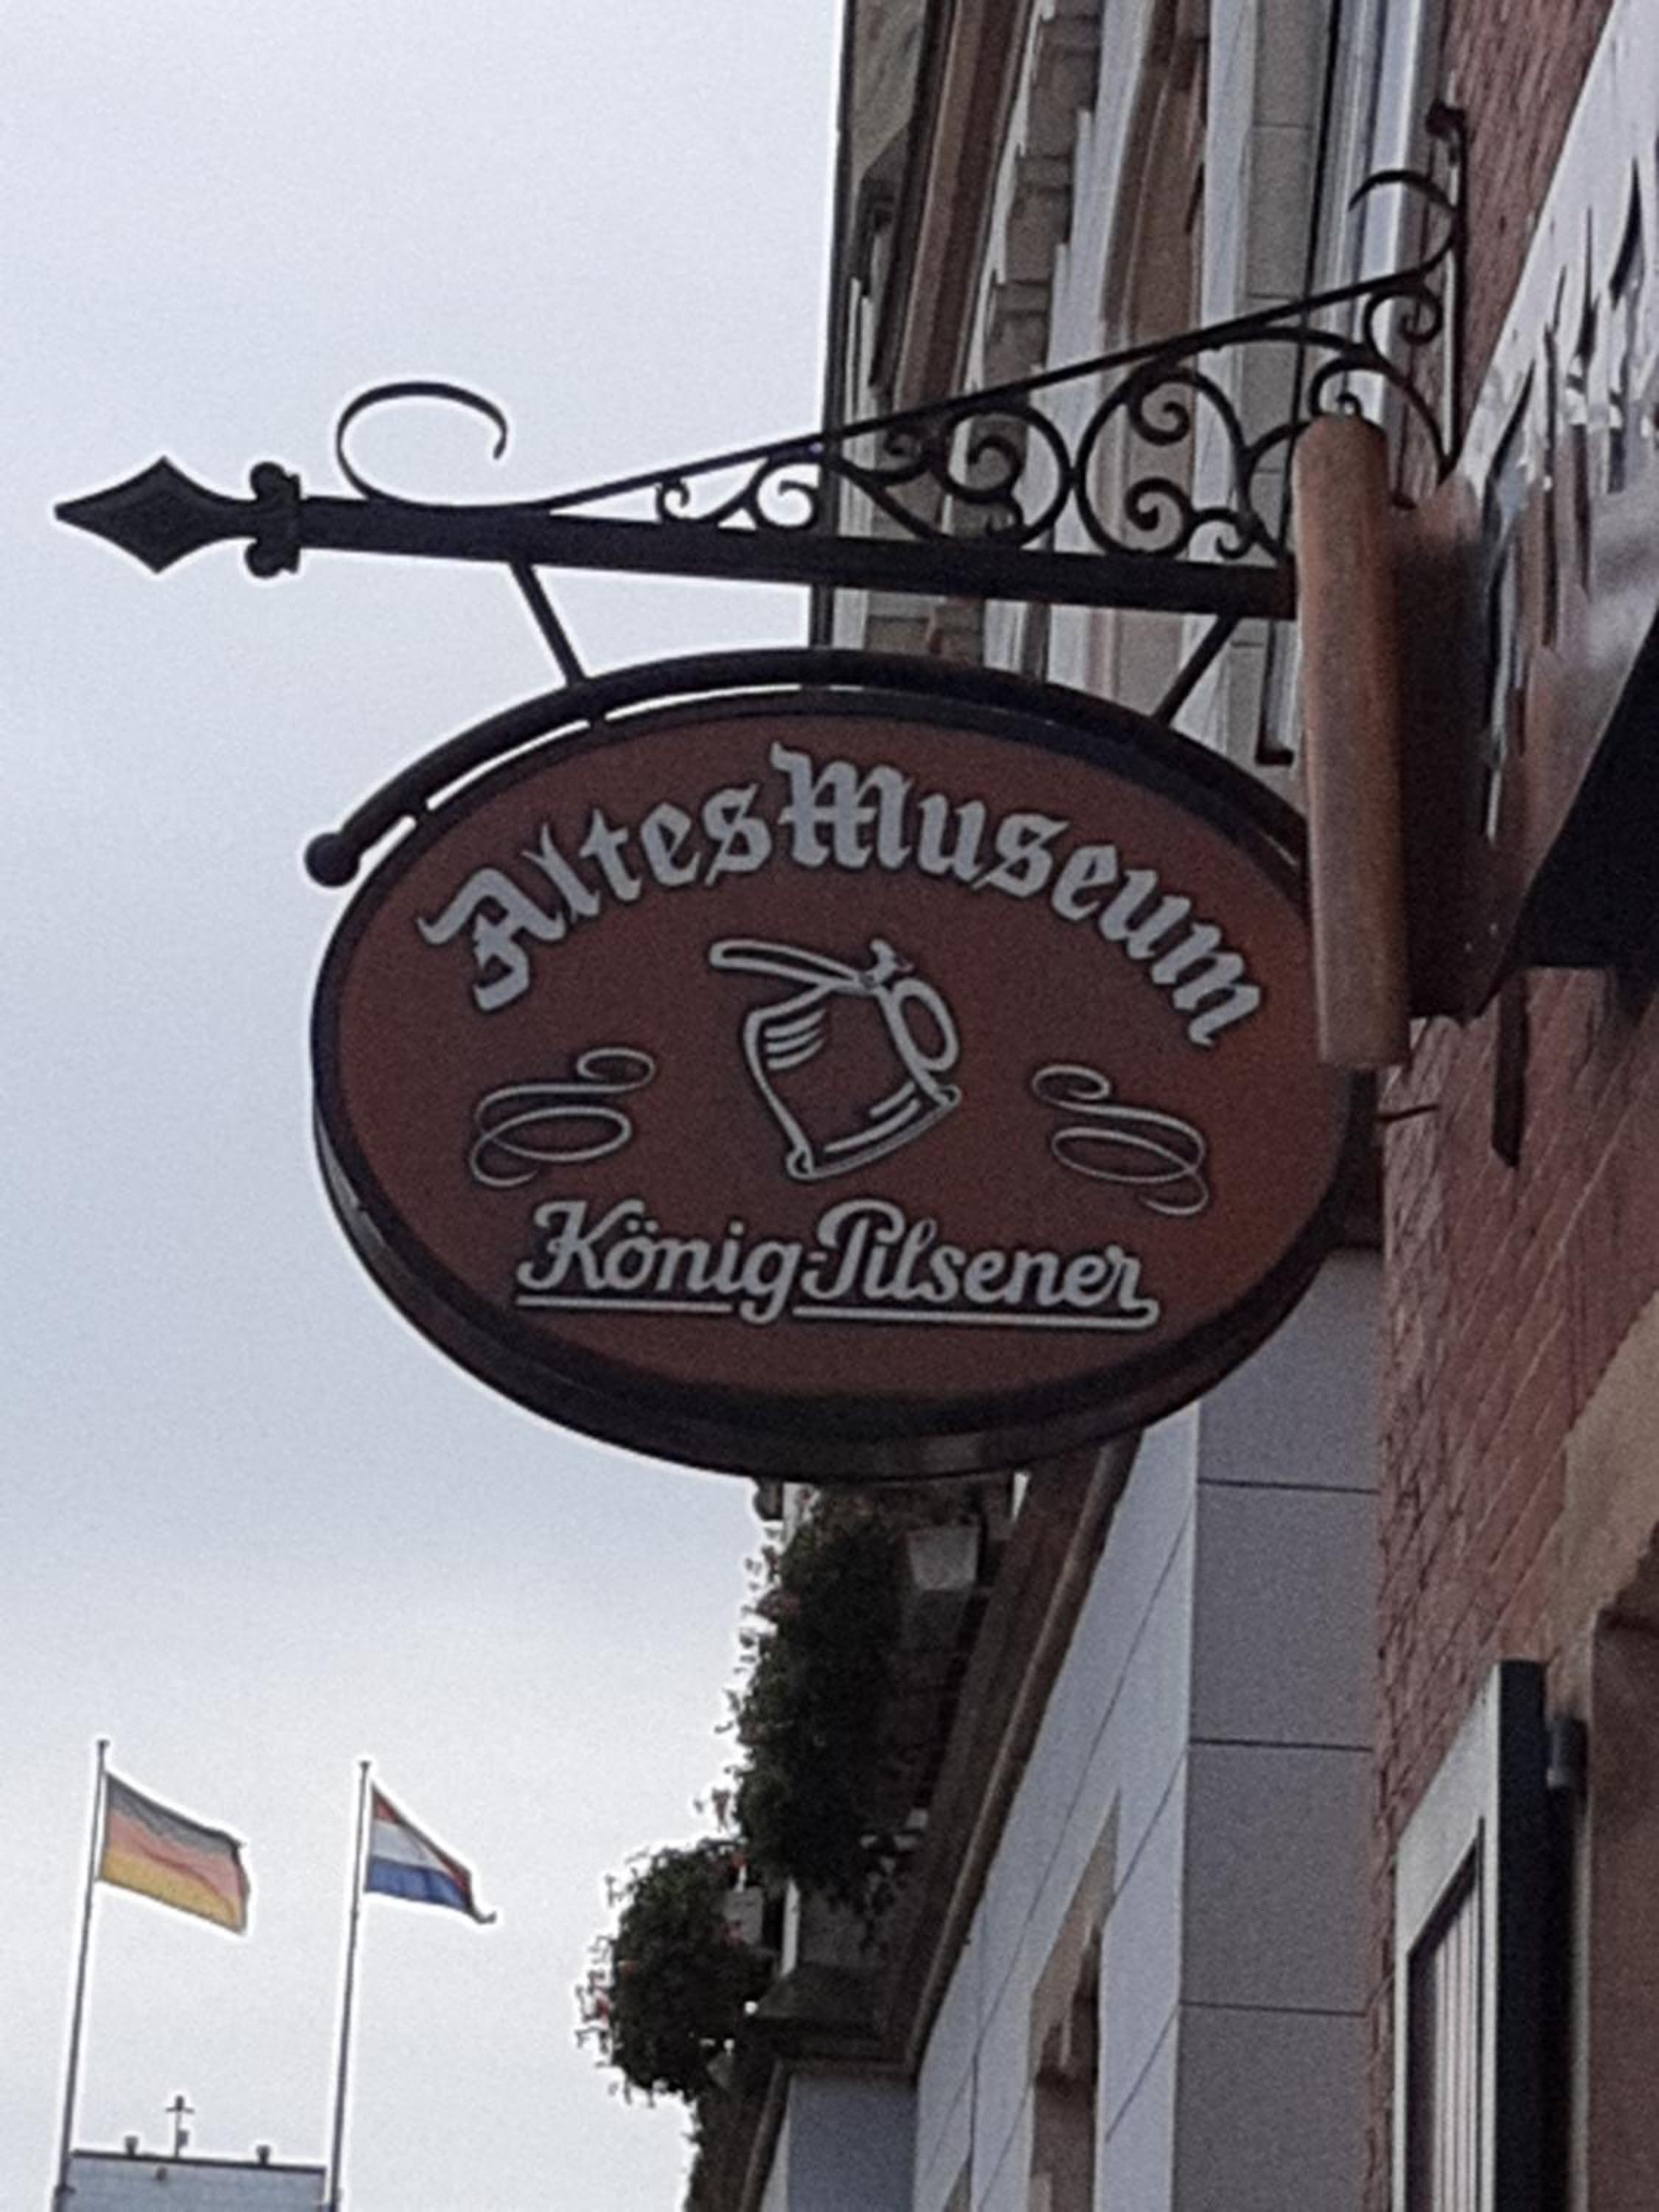 Altes Museum
König-Pilsener